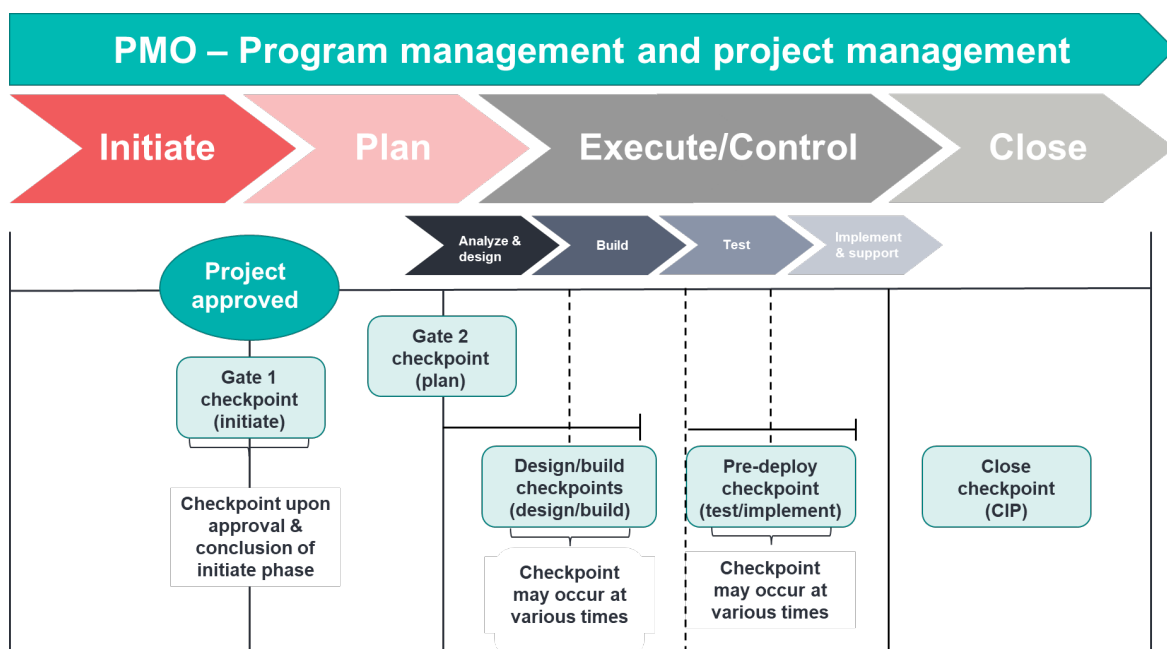 PMO – Program management and project management
Initiate
Plan
Execute/Control
Close
Analyze &
design
Build
Test
Implement
& support
Project
approved
Gate 1
checkpoint
(initiate)
Checkpoint upon
approval &
conclusion of
initiate phase
Gate 2
checkpoint
(plan)
Design/build
checkpoints
(design/build)
Checkpoint
may occur at
various times
Pre-deploy
checkpoint
(test/implement)
Checkpoint
may occur at
various times
Close
checkpoint
(CIP)